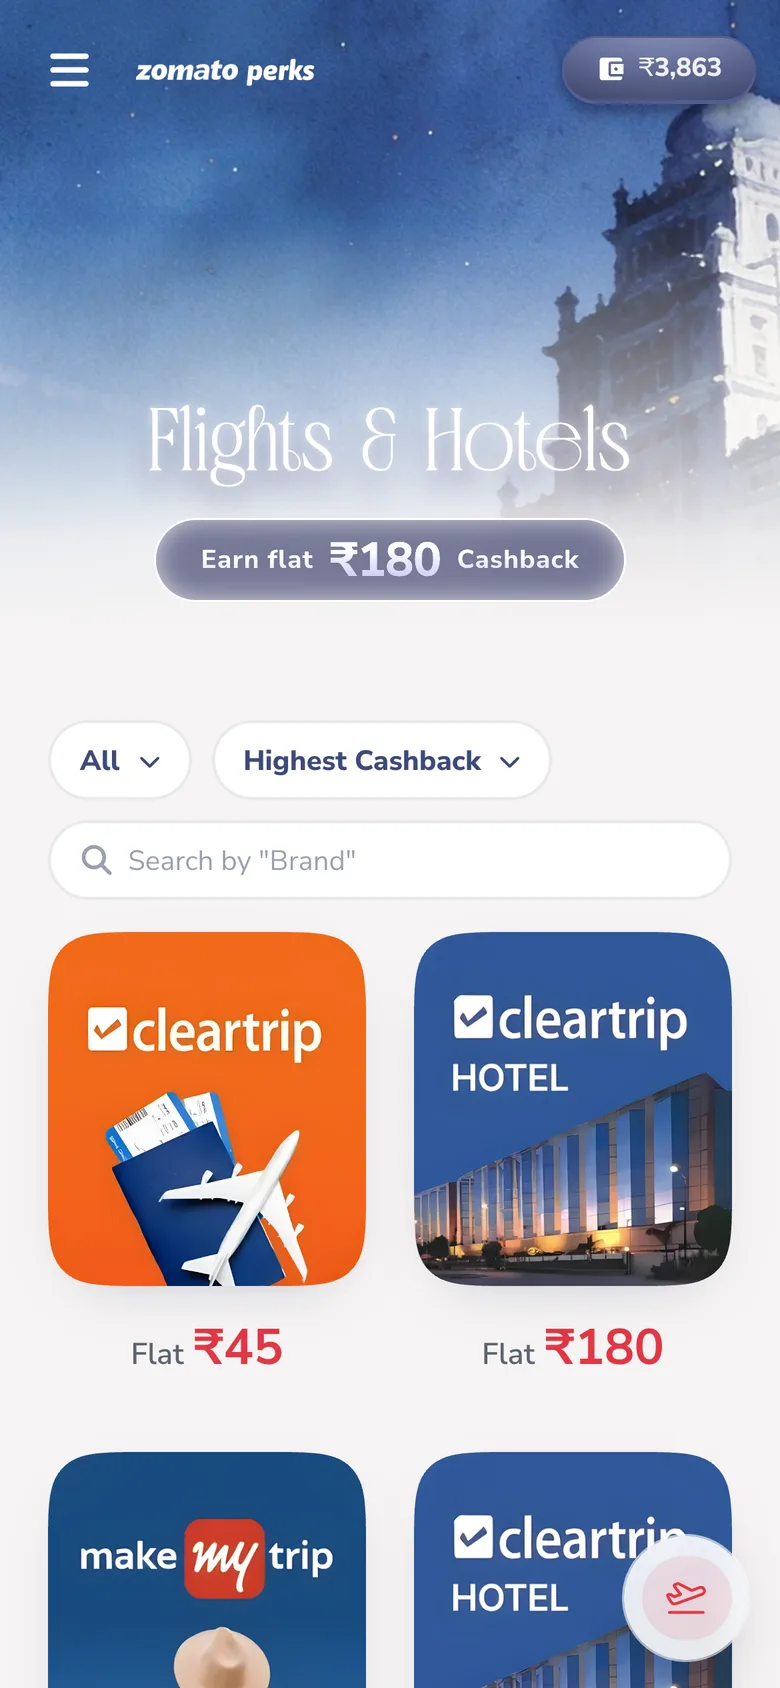 zomato perks
₹3,863
Flights & Hotels
Earn flat ₹180 Cashback
All
Highest Cashback
Search by "Brand"
cleartrip
cleartrip
HOTEL
Flat ₹45
Flat ₹180
make my trip
cleartrip
HOTEL